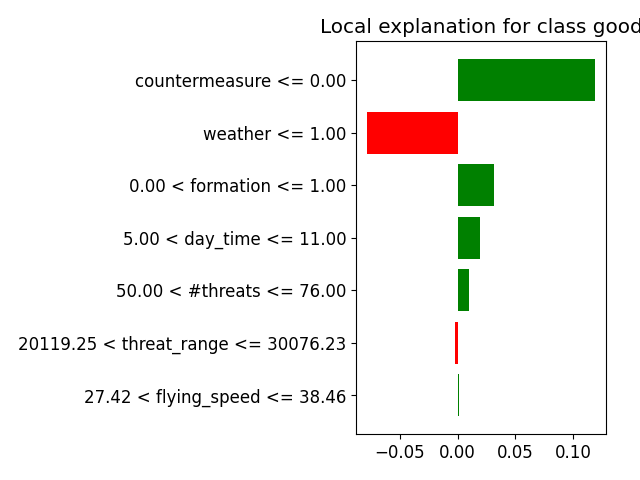 Local explanation for class good
countermeasure <= 0.00
weather <= 1.00
0.00 < formation <= 1.00
5.00 < day_time <= 11.00
50.00 < #threats <= 76.00
20119.25 < threat_range <= 30076.23
27.42 < flying_speed <= 38.46
−0.05 0.00 0.05 0.10